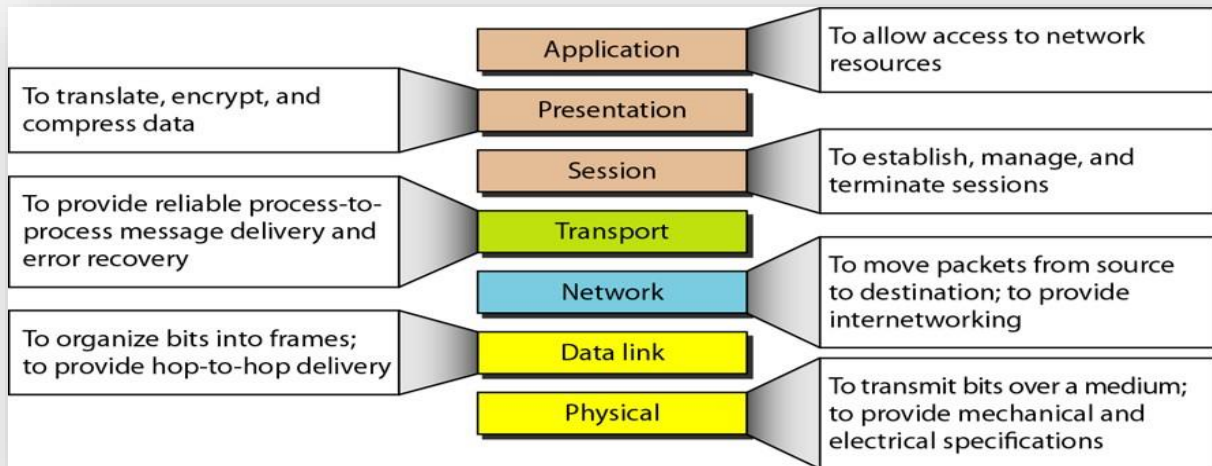 Application
To allow access to network
resources
To translate, encrypt, and
compress data
Presentation
Session
To establish, manage, and
terminate sessions
To provide reliable process-to-
process message delivery and
error recovery
Transport
Network
To move packets from source
to destination; to provide
internetworking
To organize bits into frames;
to provide hop-to-hop delivery
Data link
Physical
To transmit bits over a medium;
to provide mechanical and
electrical specifications